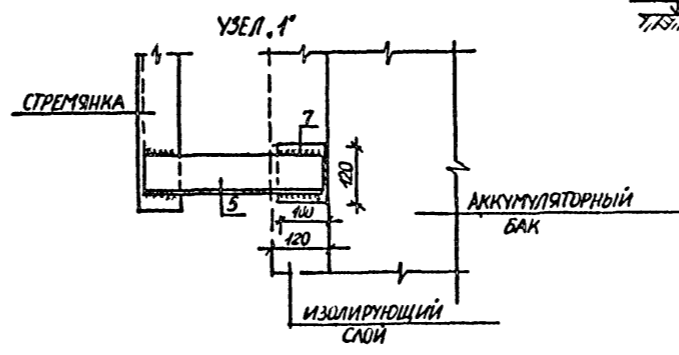 УЗЕЛ „1"
СТРЕМЯНКА
7
120
5
100
120
АККУМУЛЯТОРНЫЙ
БАК
ИЗОЛИРУЮЩИЙ
СЛОЙ